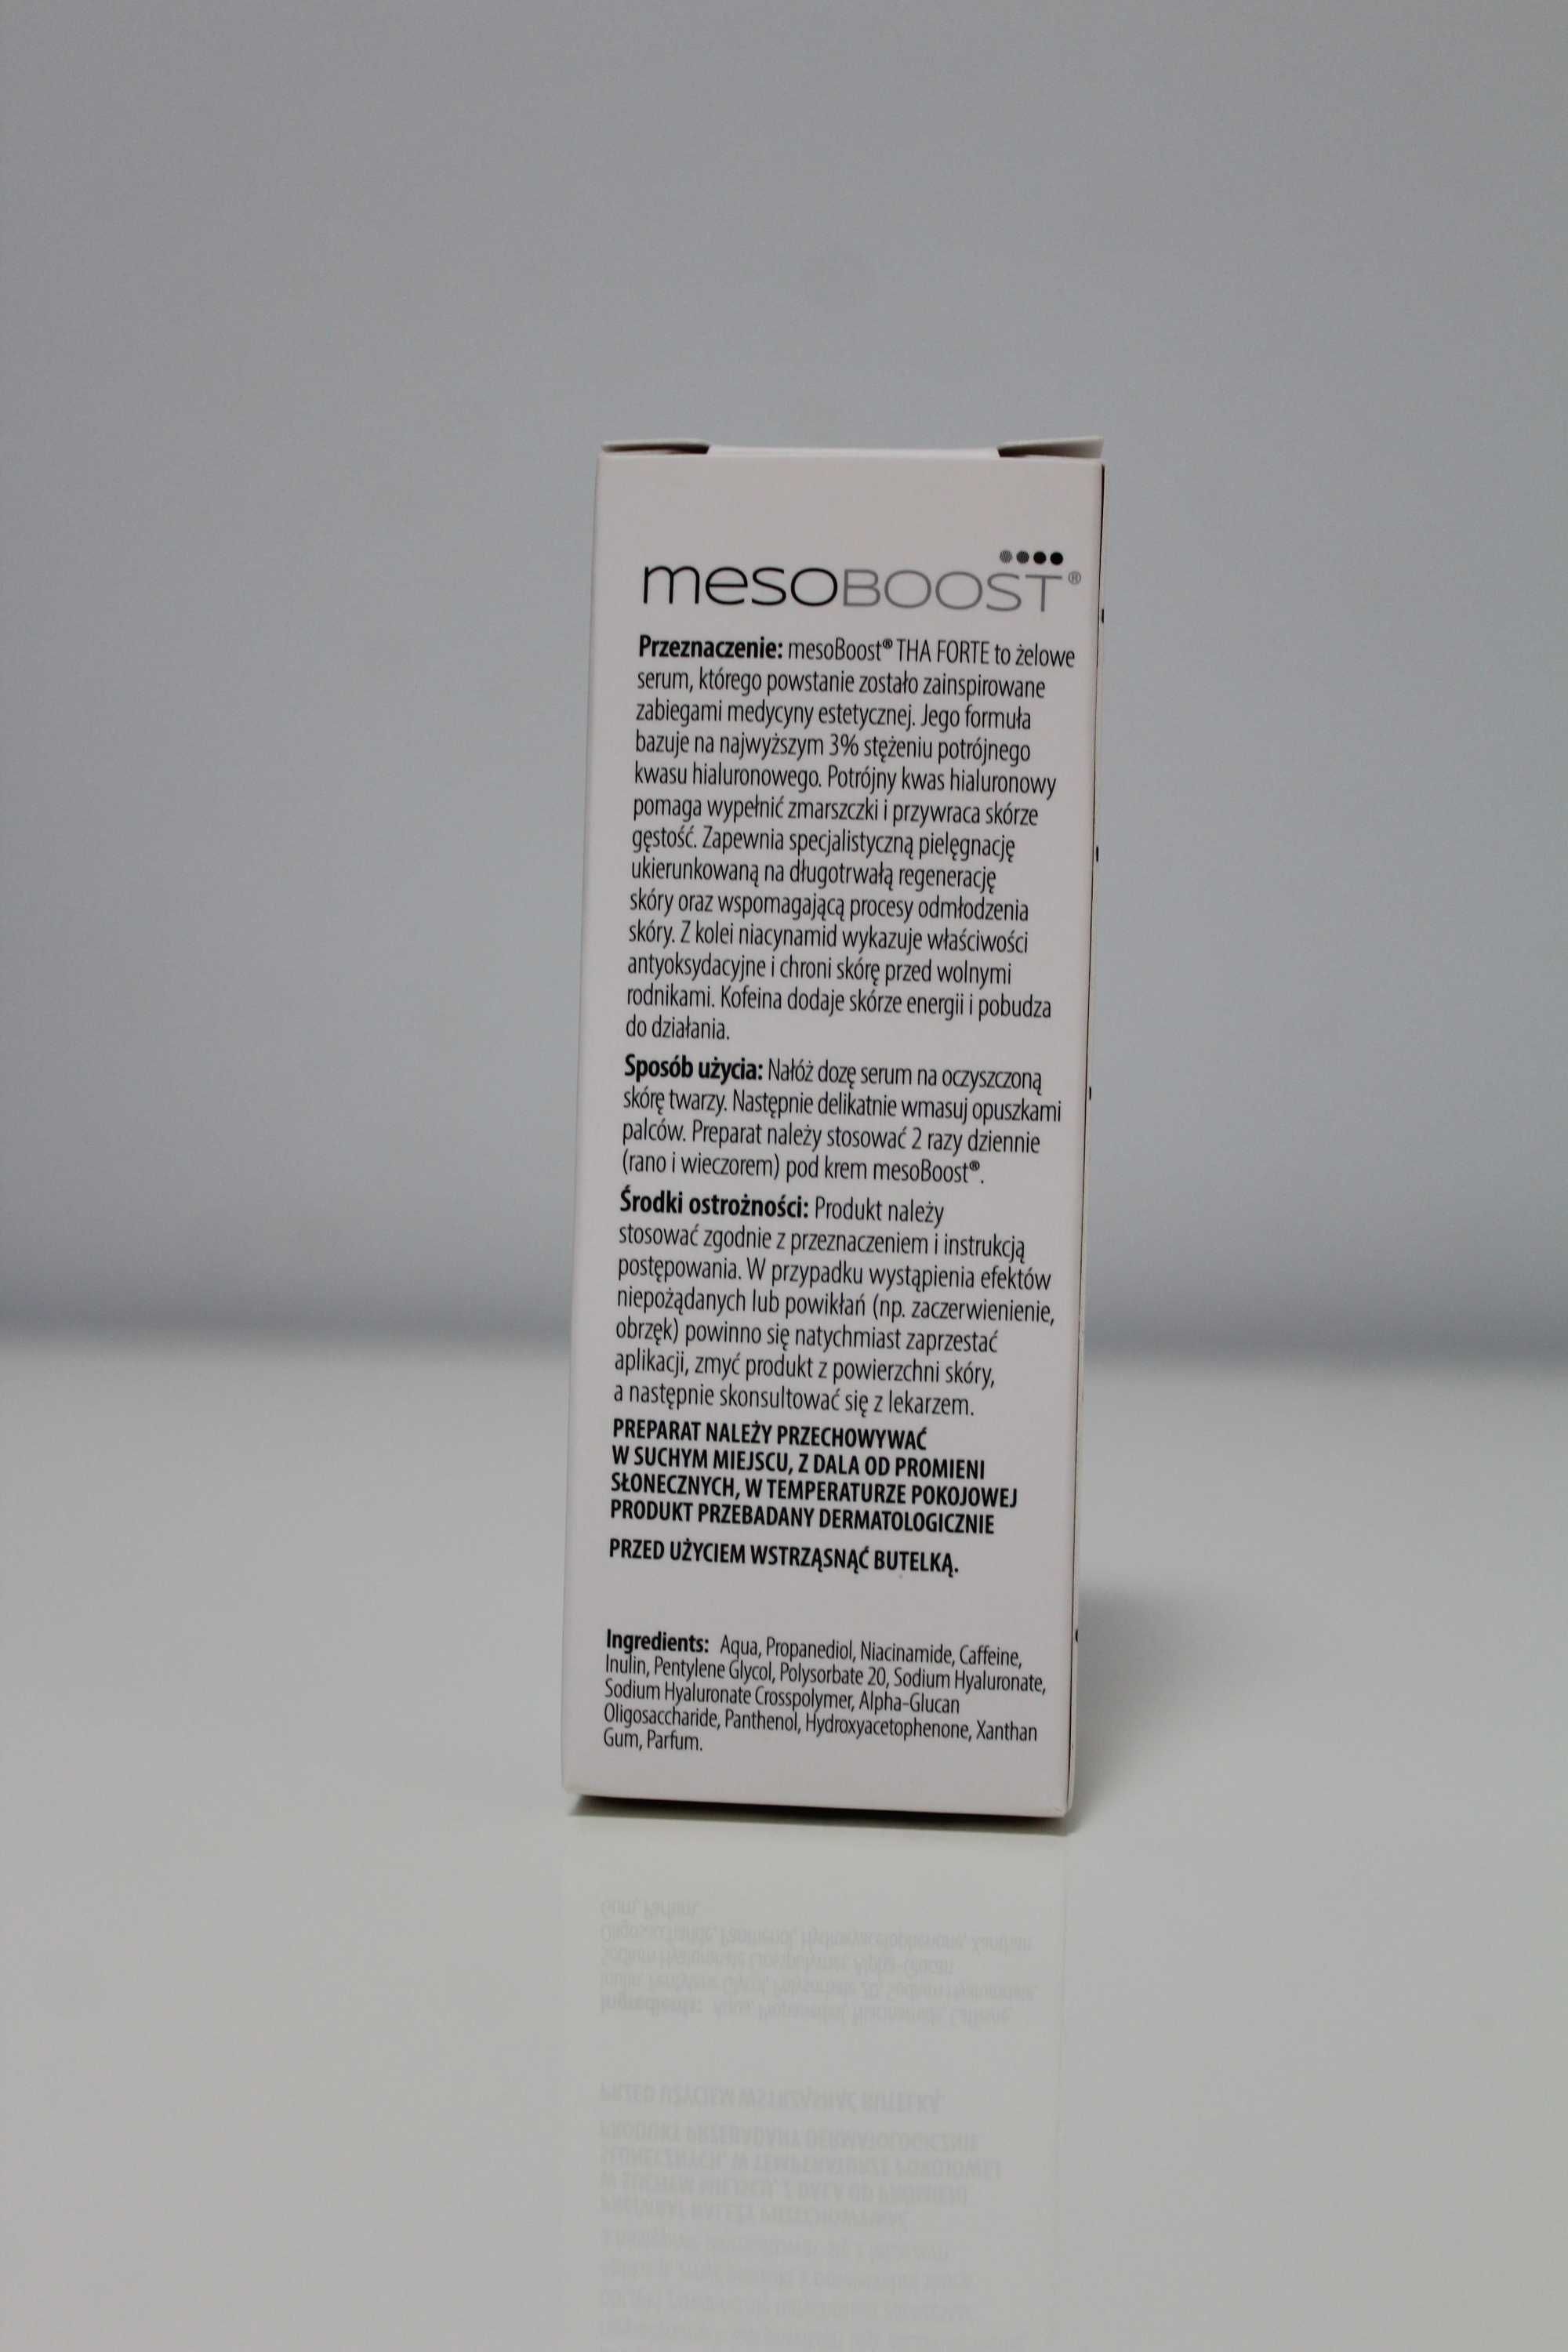 mesoBOOST®
Przeznaczenie: mesoBoost® THA FORTE to żelowe
serum, którego powstanie zostało zainspirowane
zabiegami medycyny estetycznej. Jego formuła
bazuje na najwyższym 3% stężeniu potrójnego
kwasu hialuronowego. Potrójny kwas hialuronowy
pomaga wypełnić zmarszczki i przywraca skórze
gęstość. Zapewnia specjalistyczną pielęgnację
ukierunkowaną na długotrwałą regenerację
skóry oraz wspomagającą procesy odmłodzenia
skóry. Z kolei niacynamid wykazuje właściwości
antyoksydacyjne i chroni skórę przed wolnymi
rodnikami. Kofeina dodaje skórze energii i pobudza
do działania.
Sposób użycia: Nałóż dozę serum na oczyszczoną
skórę twarzy. Następnie delikatnie wmasuj opuszkami
palców. Preparat należy stosować 2 razy dziennie
(rano i wieczorem) pod krem mesoBoost®.
Środki ostrożności: Produkt należy
stosować zgodnie z przeznaczeniem i instrukcją
postępowania. W przypadku wystąpienia efektów
niepożądanych lub powikłań (np. zaczerwienienie,
obrzęk) powinno się natychmiast zaprzestać
aplikacji, zmyć produkt z powierzchni skóry,
a następnie skonsultować się z lekarzem.
PREPARAT NALEŻY PRZECHOWYWAĆ
W SUCHYM MIEJSCU, Z DALA OD PROMIENI
SŁONECZNYCH, W TEMPERATURZE POKOJOWEJ
PRODUKT PRZEBADANY DERMATOLOGICZNIE
PRZED UŻYCIEM WSTRZĄSNĄĆ BUTELKĄ.
Ingredients: Aqua, Propanediol, Niacinamide, Caffeine,
Inulin, Pentylene Glycol, Polysorbate 20, Sodium Hyaluronate,
Sodium Hyaluronate Crosspolymer, Alpha-Glucan
Oligosaccharide, Panthenol, Hydroxyacetophenone, Xanthan
Gum, Parfum.